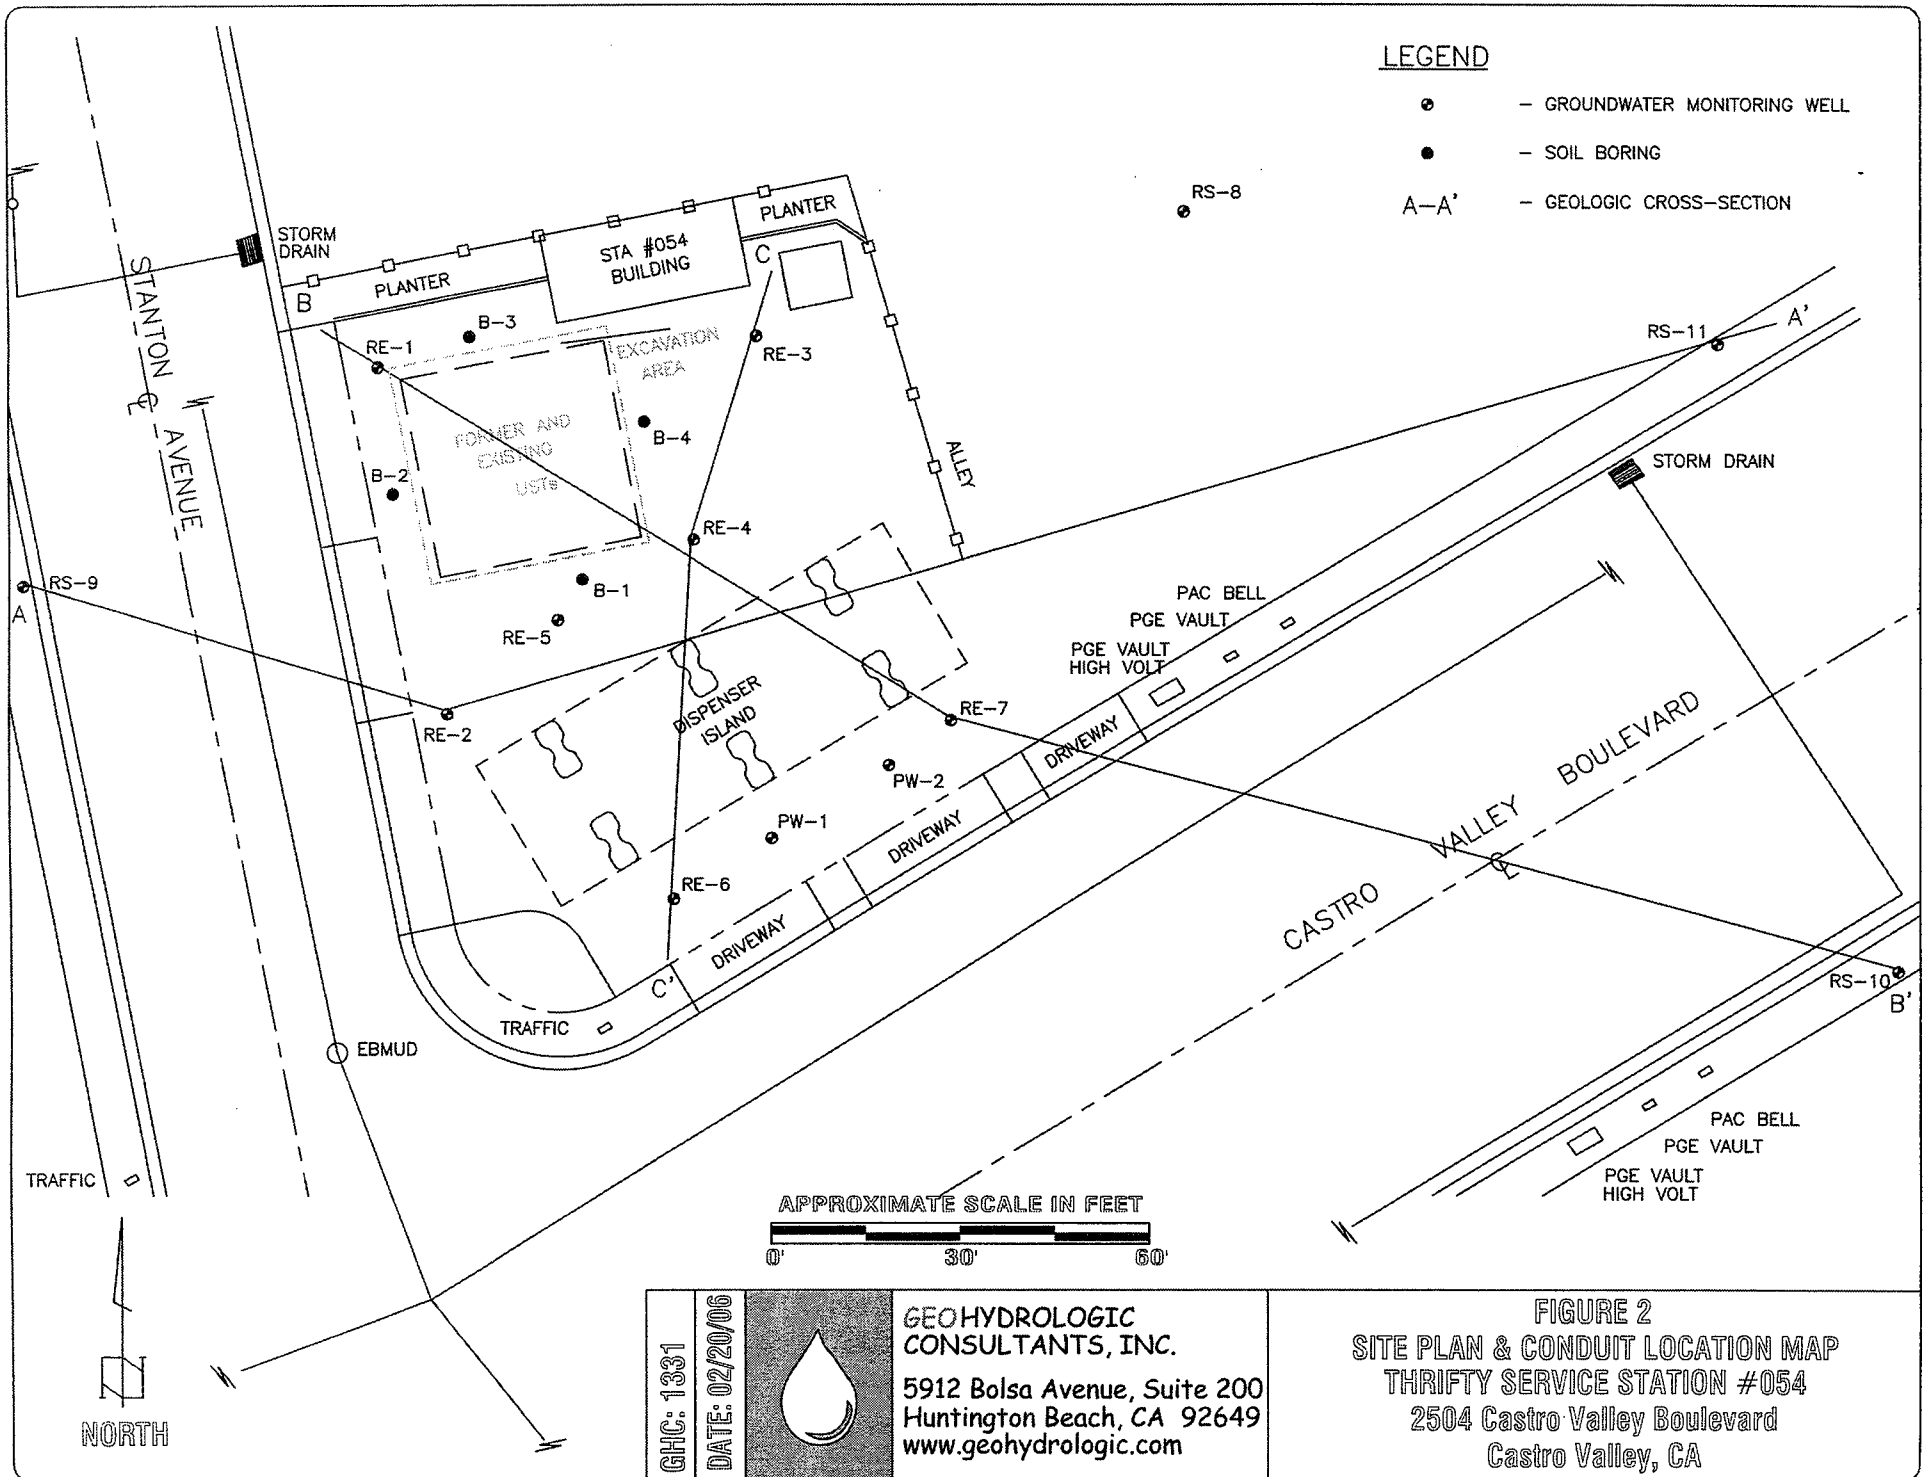 LEGEND
– GROUNDWATER MONITORING WELL
– SOIL BORING
A–A' – GEOLOGIC CROSS–SECTION
RS–8
PLANTER
STORM
DRAIN
STA #054
BUILDING
C
PLANTER
B
B–3
RE–1
EXCAVATION
AREA
RE–3
RS–11
A'
STANTON
CL
AVENUE
FORMER AND
EXISTING
USTs
B–4
B–2
ALLEY
STORM DRAIN
RE–4
RS–9
A
B–1
RE–5
PAC BELL
PGE VAULT
PGE VAULT
HIGH VOLT
RE–2
DISPENSER
ISLAND
RE–7
DRIVEWAY
PW–2
PW–1
DRIVEWAY
RE–6
DRIVEWAY
C'
CASTRO VALLEY BOULEVARD
CL
RS–10
B'
TRAFFIC
EBMUD
PAC BELL
PGE VAULT
PGE VAULT
HIGH VOLT
TRAFFIC
APPROXIMATE SCALE IN FEET
0' 30' 60'
NORTH
GHC: 1331
DATE: 02/20/06
GEOHYDROLOGIC
CONSULTANTS, INC.
5912 Bolsa Avenue, Suite 200
Huntington Beach, CA 92649
www.geohydrologic.com
FIGURE 2
SITE PLAN & CONDUIT LOCATION MAP
THRIFTY SERVICE STATION #054
2504 Castro Valley Boulevard
Castro Valley, CA